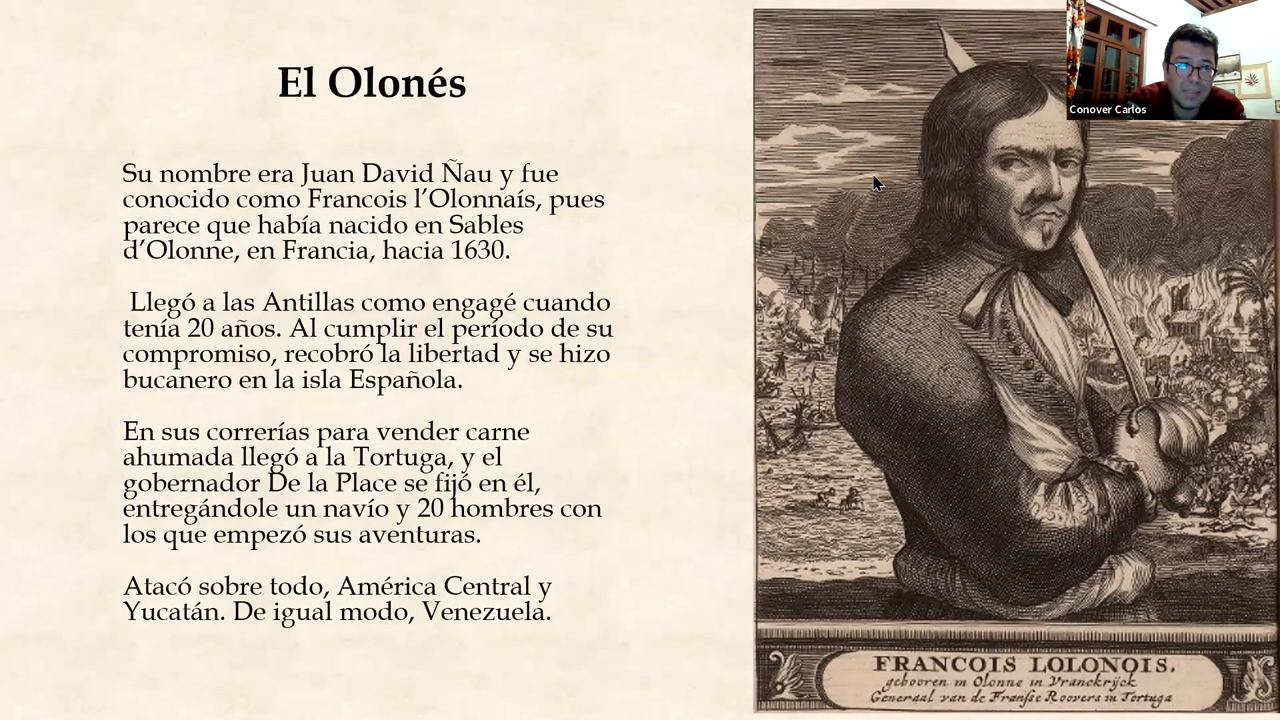 El Olonés
Su nombre era Juan David Ñau y fue
conocido como Francois l’Olonnaís, pues
parece que había nacido en Sables
d’Olonne, en Francia, hacia 1630.
Llegó a las Antillas como engagé cuando
tenía 20 años. Al cumplir el período de su
compromiso, recobró la libertad y se hizo
bucanero en la isla Española.
En sus correrías para vender carne
ahumada llegó a la Tortuga, y el
gobernador De la Place se fijó en él,
entregándole un navío y 20 hombres con
los que empezó sus aventuras.
Atacó sobre todo, América Central y
Yucatán. De igual modo, Venezuela.
Conover Carlos
FRANCOIS LOLONOIS.
gebooren in Olonne in Vranckrijck
Generaal van de Franſse Roovers in Tortuga